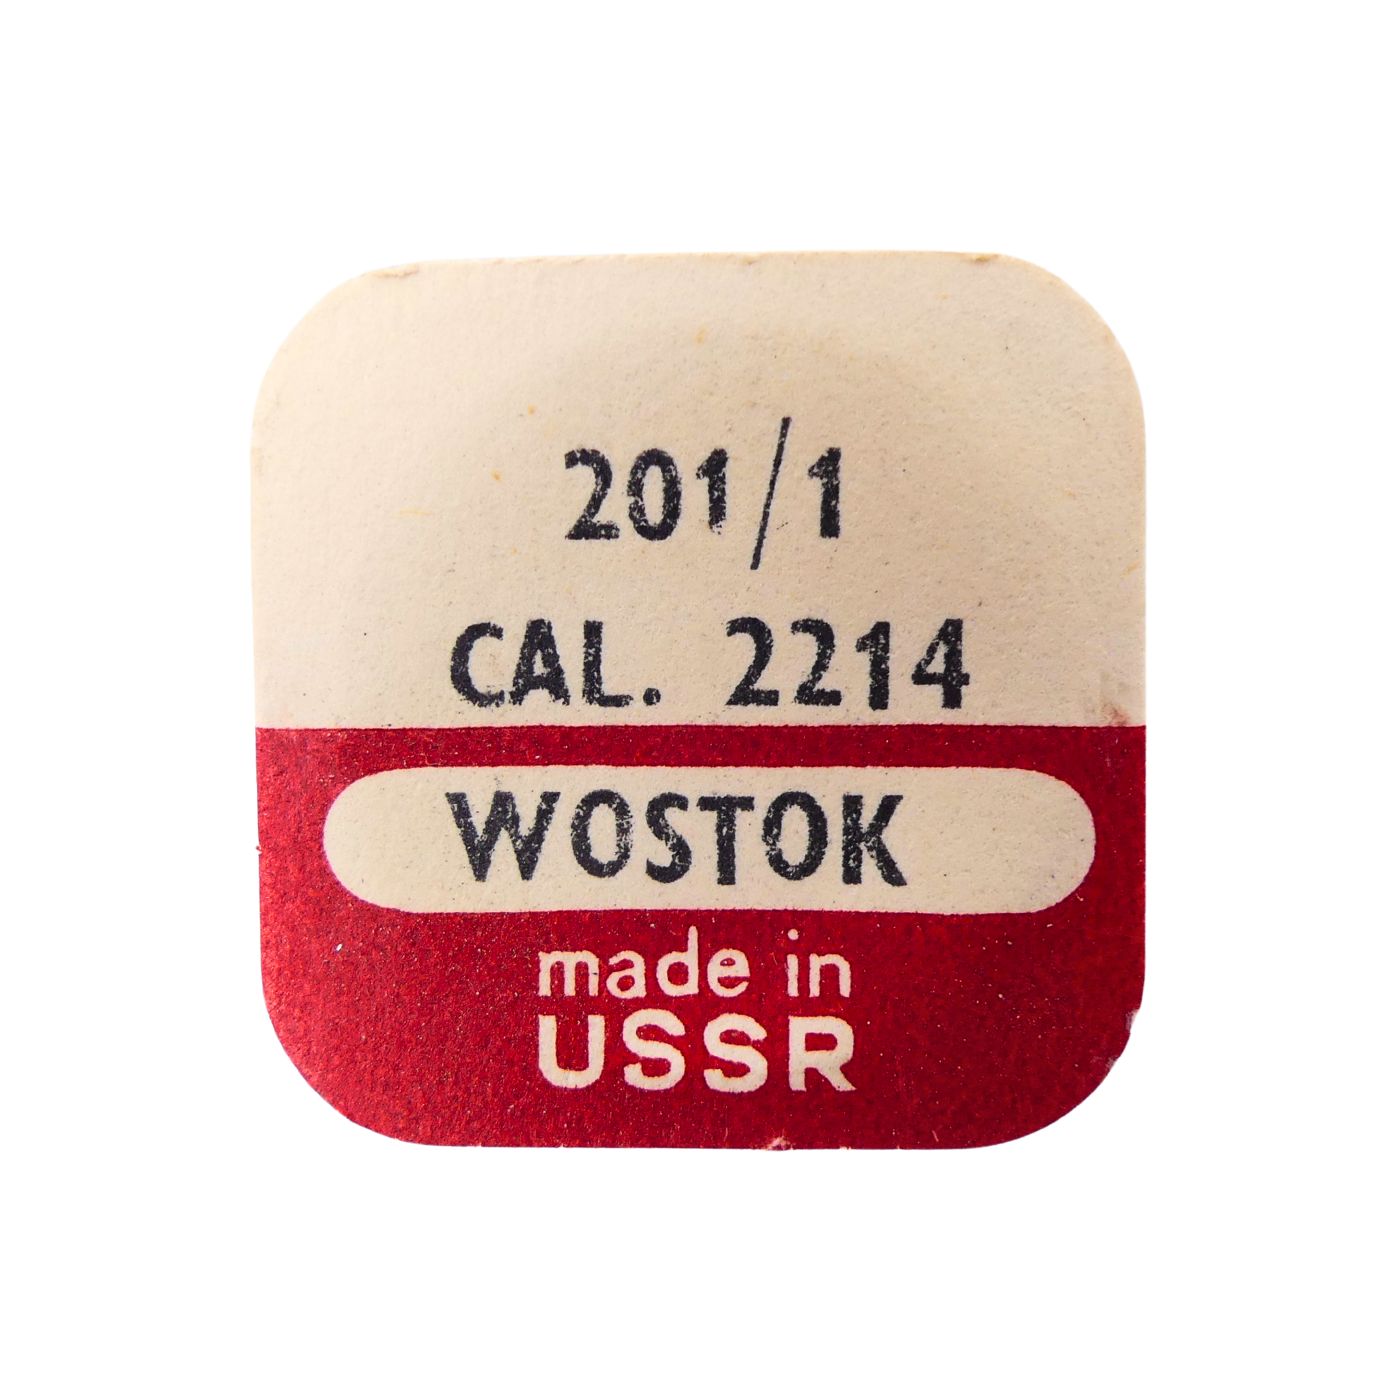 201/1
CAL. 2214
WOSTOK
made in
USSR